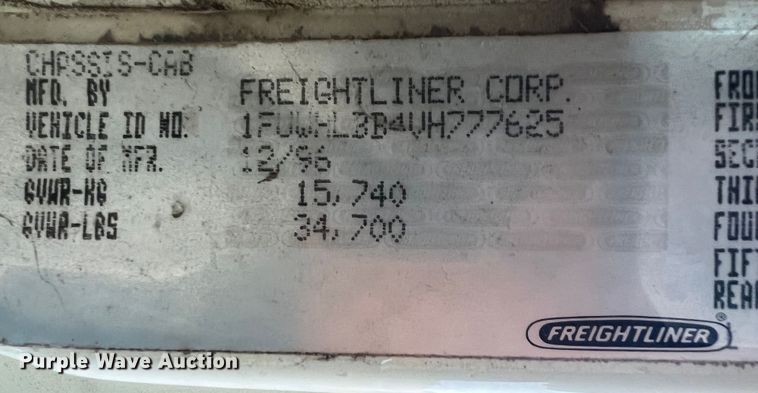 CHASSIS-CAB
MFD. BY FREIGHTLINER CORP.
VEHICLE ID NO. 1FUWHLBB4VH777625
DATE OF MFR. 12/96
GVWR-KG 15,740
GVWR-LBS 34,700
FRO
FIR
SEC
THI
FOU
FIF
REA
FREIGHTLINER®
Purple Wave Auction